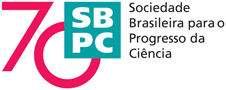 70
SB
PC
Sociedade
Brasileira para o
Progresso da
Ciência